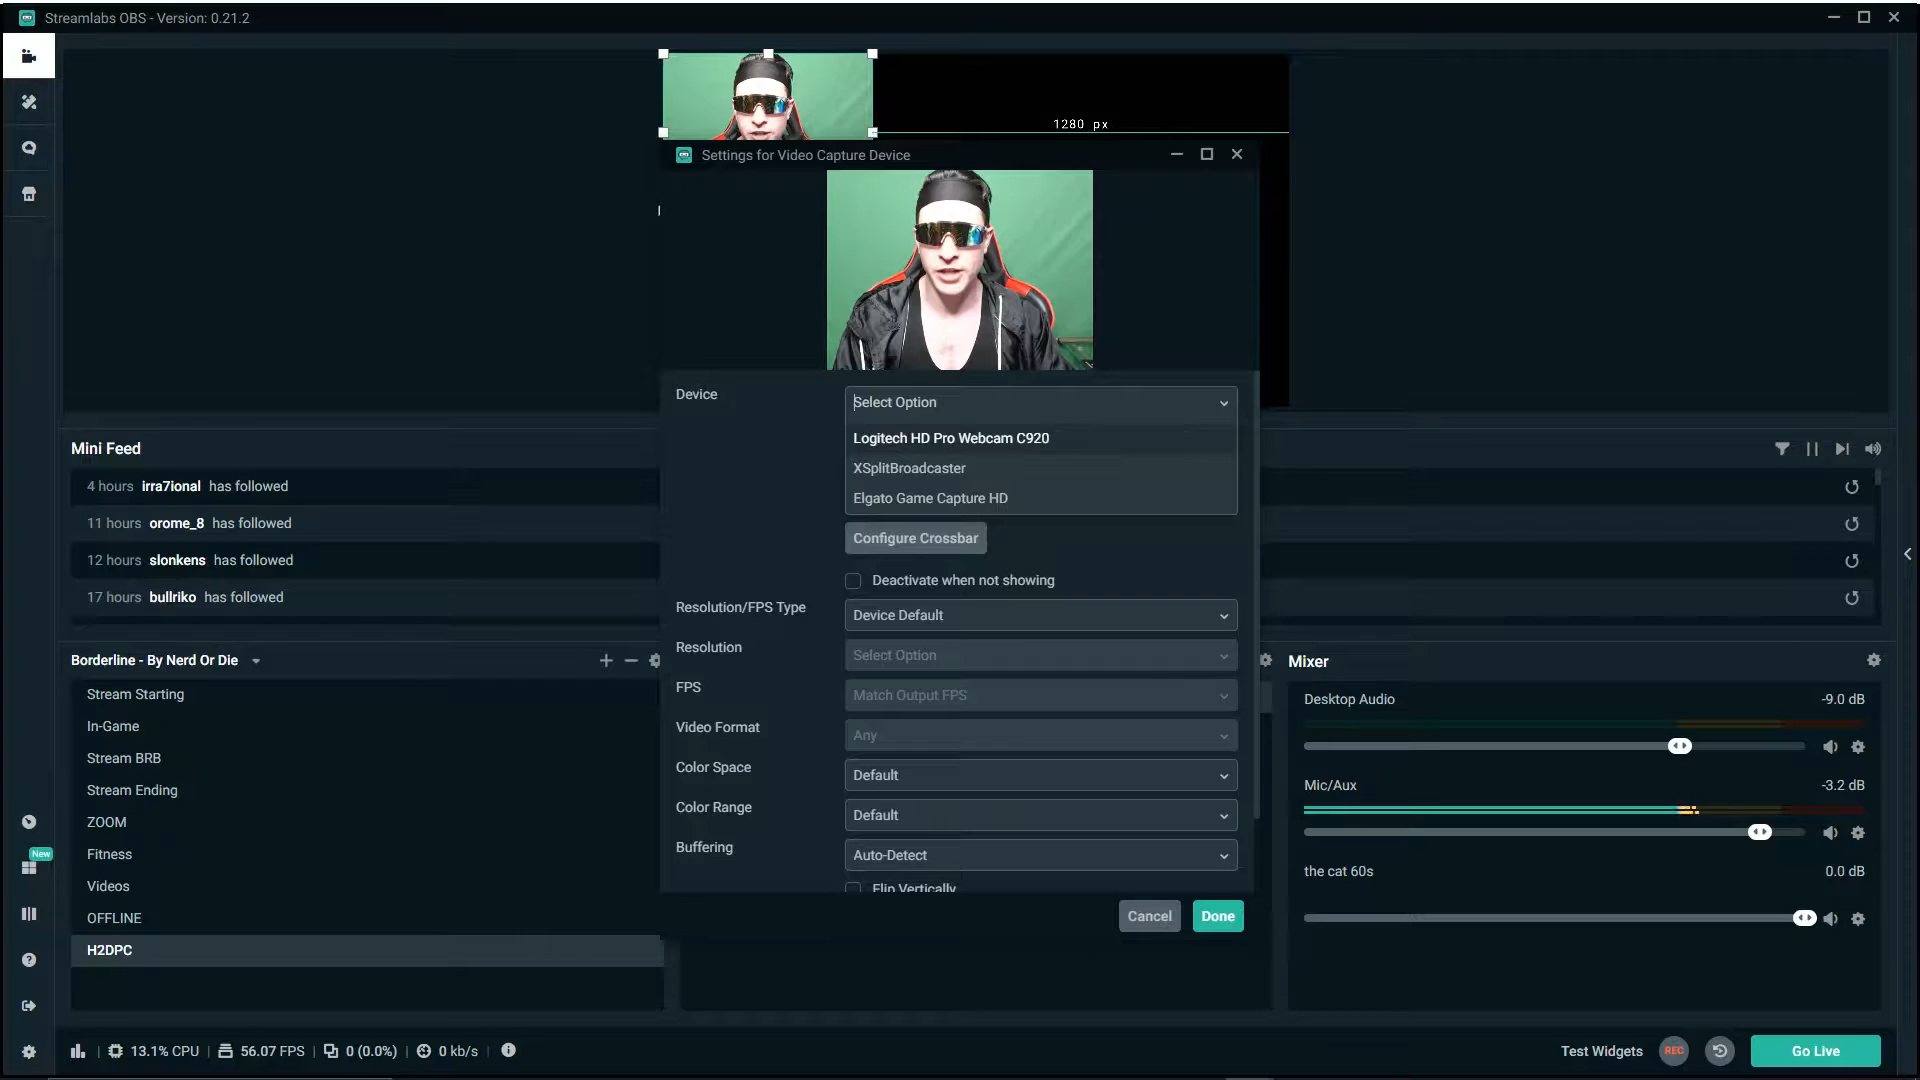 Streamlabs OBS - Version: 0.21.2
1280 px
Settings for Video Capture Device
Device
Select Option
Logitech HD Pro Webcam C920
XSplitBroadcaster
Elgato Game Capture HD
Configure Crossbar
Deactivate when not showing
Resolution/FPS Type
Device Default
Resolution
Select Option
FPS
Match Output FPS
Video Format
Any
Color Space
Default
Color Range
Default
Buffering
Auto-Detect
Flip Vertically
Cancel
Done
Mini Feed
4 hours irra7ional has followed
11 hours orome_8 has followed
12 hours slonkens has followed
17 hours bullriko has followed
Borderline - By Nerd Or Die
Stream Starting
In-Game
Stream BRB
Stream Ending
ZOOM
Fitness
Videos
OFFLINE
H2DPC
Mixer
Desktop Audio
-9.0 dB
Mic/Aux
-3.2 dB
the cat 60s
0.0 dB
New
13.1% CPU
56.07 FPS
0 (0.0%)
0 kb/s
Test Widgets
REC
Go Live